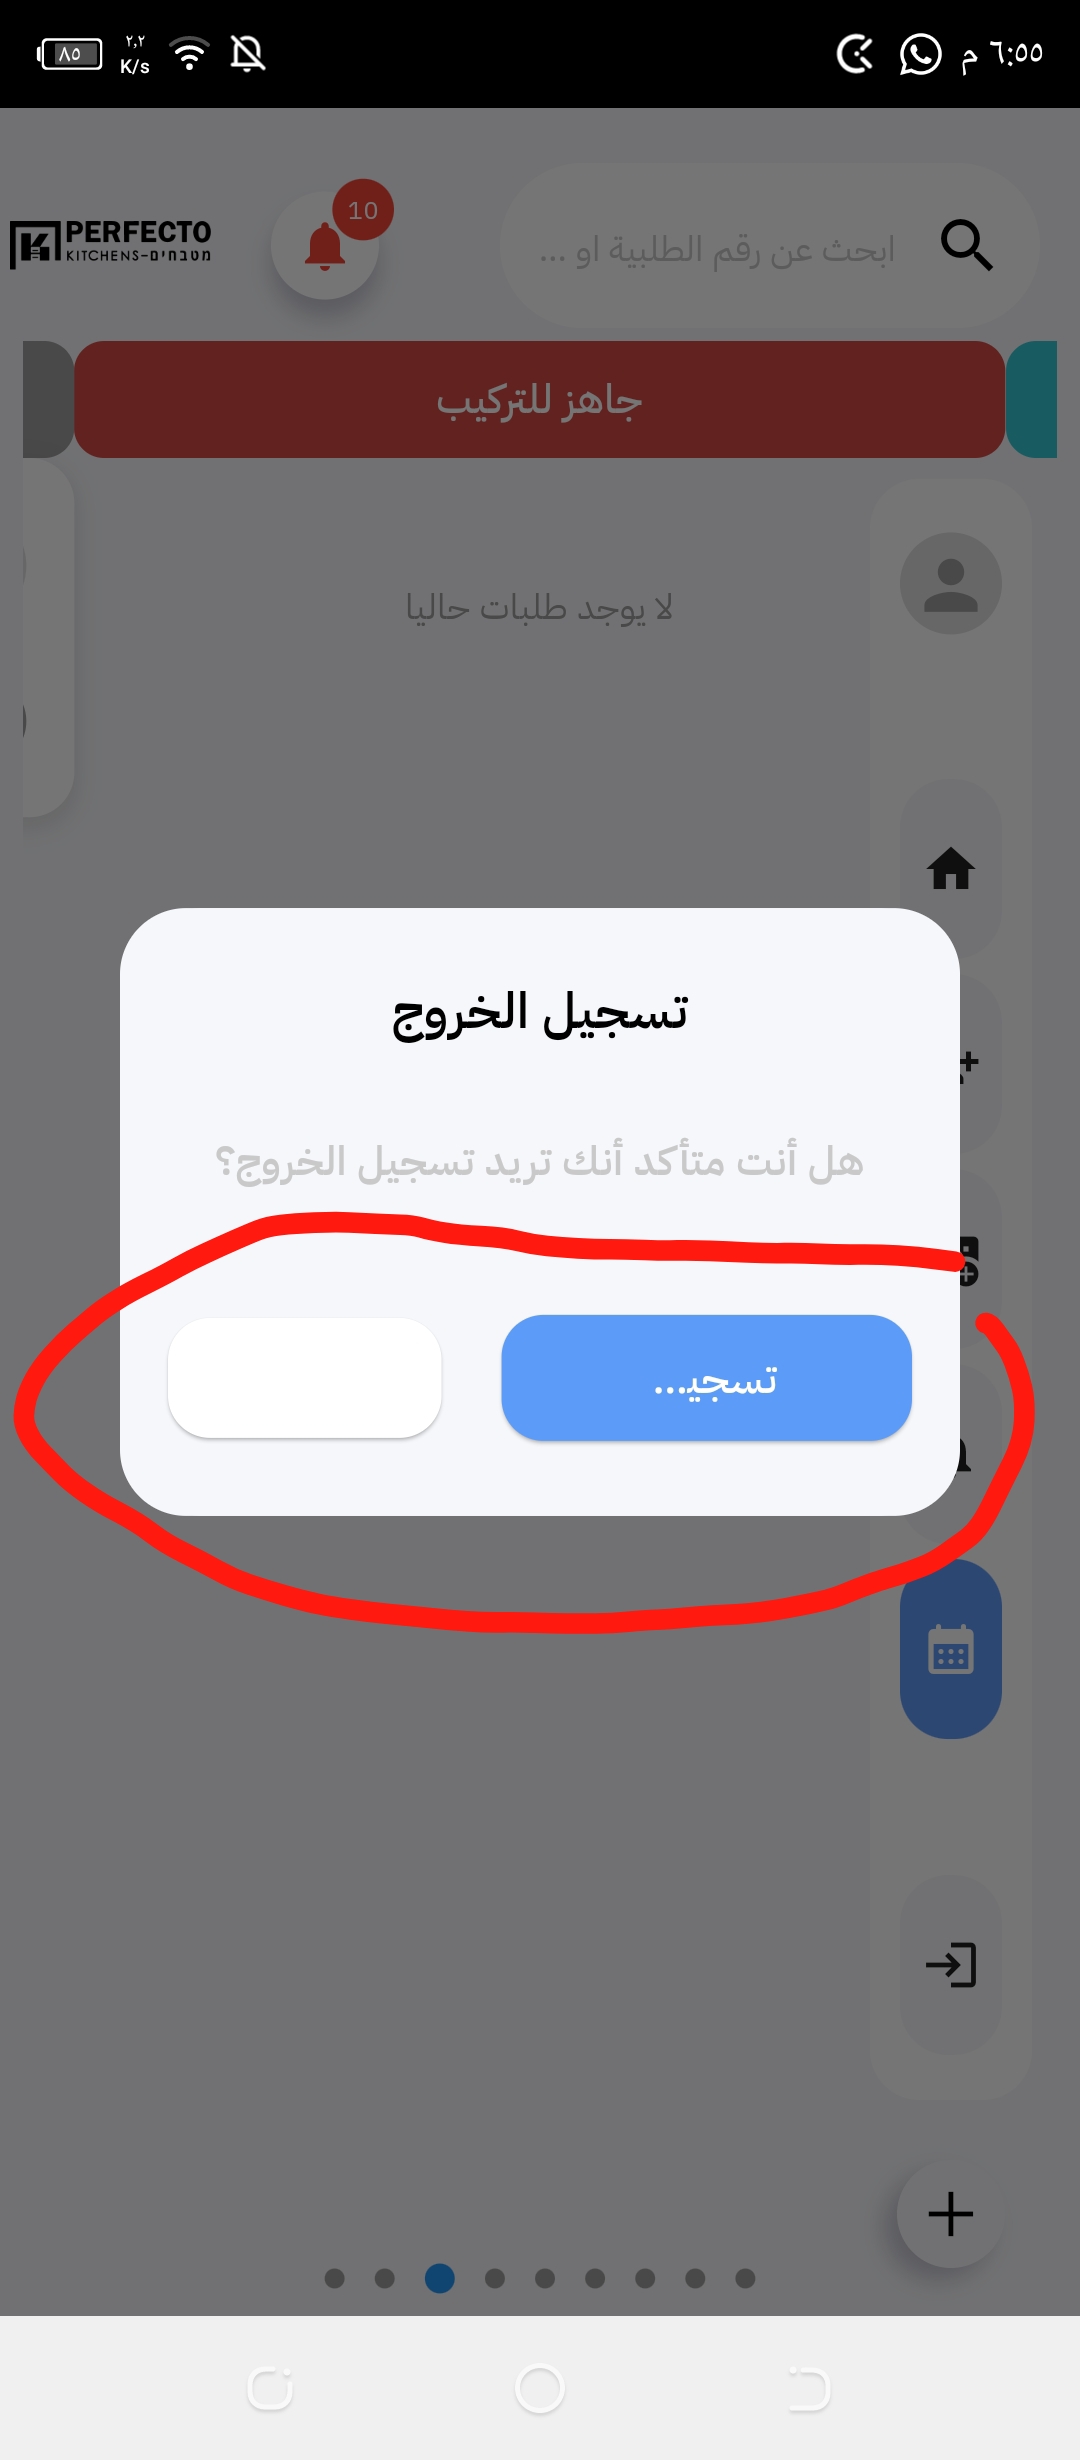 ٦:٥٥ م
٢,٢
K/s
٨٥
ابحث عن رقم الطلبية او ...
10
PERFECTO
KITCHENS-מטבחים
جاهز للتركيب
لا يوجد طلبات حاليا
تسجيل الخروج
هل أنت متأكد أنك تريد تسجيل الخروج؟
تسجي...